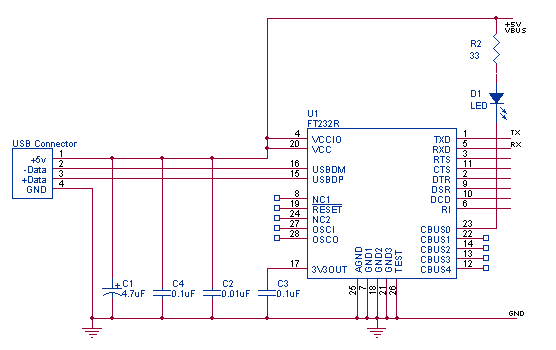 +5V
VBUS
R2
33
D1
LED
U1
FT232R
USB Connector
+5v
-Data
+Data
GND
1
2
3
4
4 VCCIO
20 VCC
16 USBDM
15 USBDP
8 NC1
19 RESET
24 NC2
27 OSCI
28 OSCO
17 3V3OUT
TXD 1 TX
RXD 5 RX
RTS 3
CTS 11
DTR 2
DSR 9
DCD 10
RI 6
CBUS0 23
CBUS1 22
CBUS2 14
CBUS3 13
CBUS4 12
AGND
GND1
GND2
GND3
TEST
25
7
18
21
26
+ C1
4.7uF
C4
0.1uF
C2
0.01uF
C3
0.1uF
GND